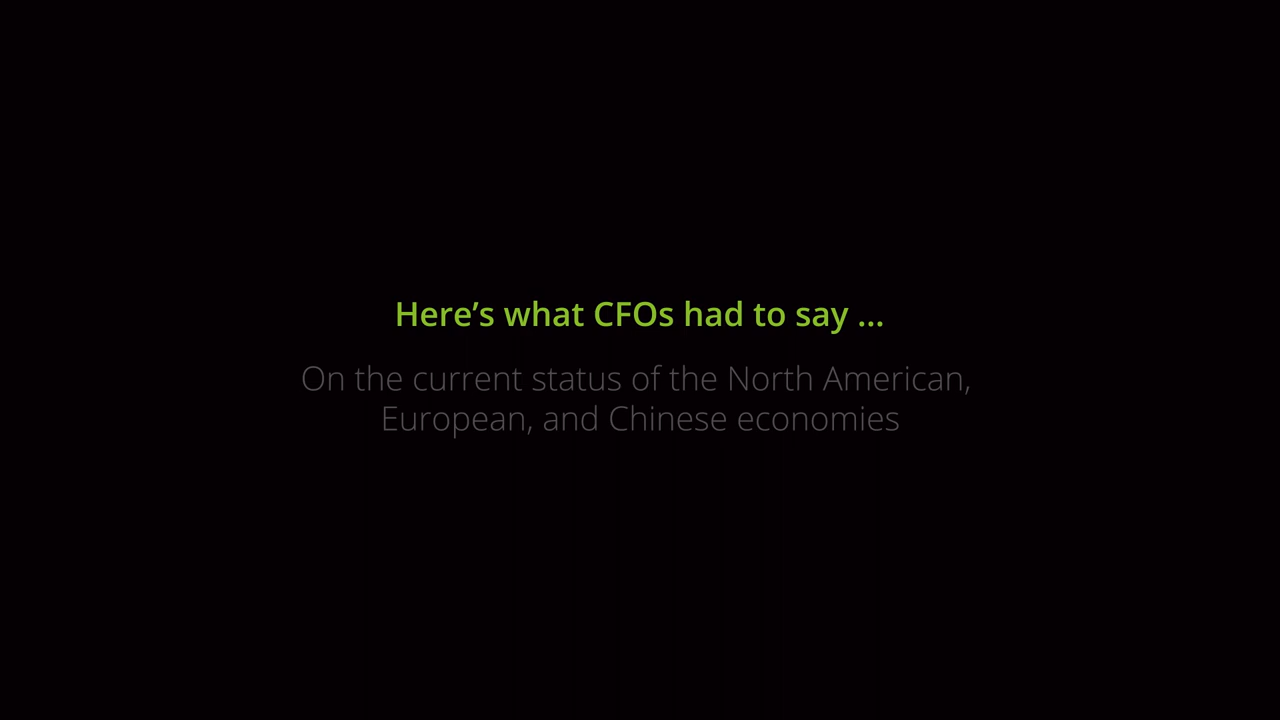 Here’s what CFOs had to say ...
On the current status of the North American,
European, and Chinese economies